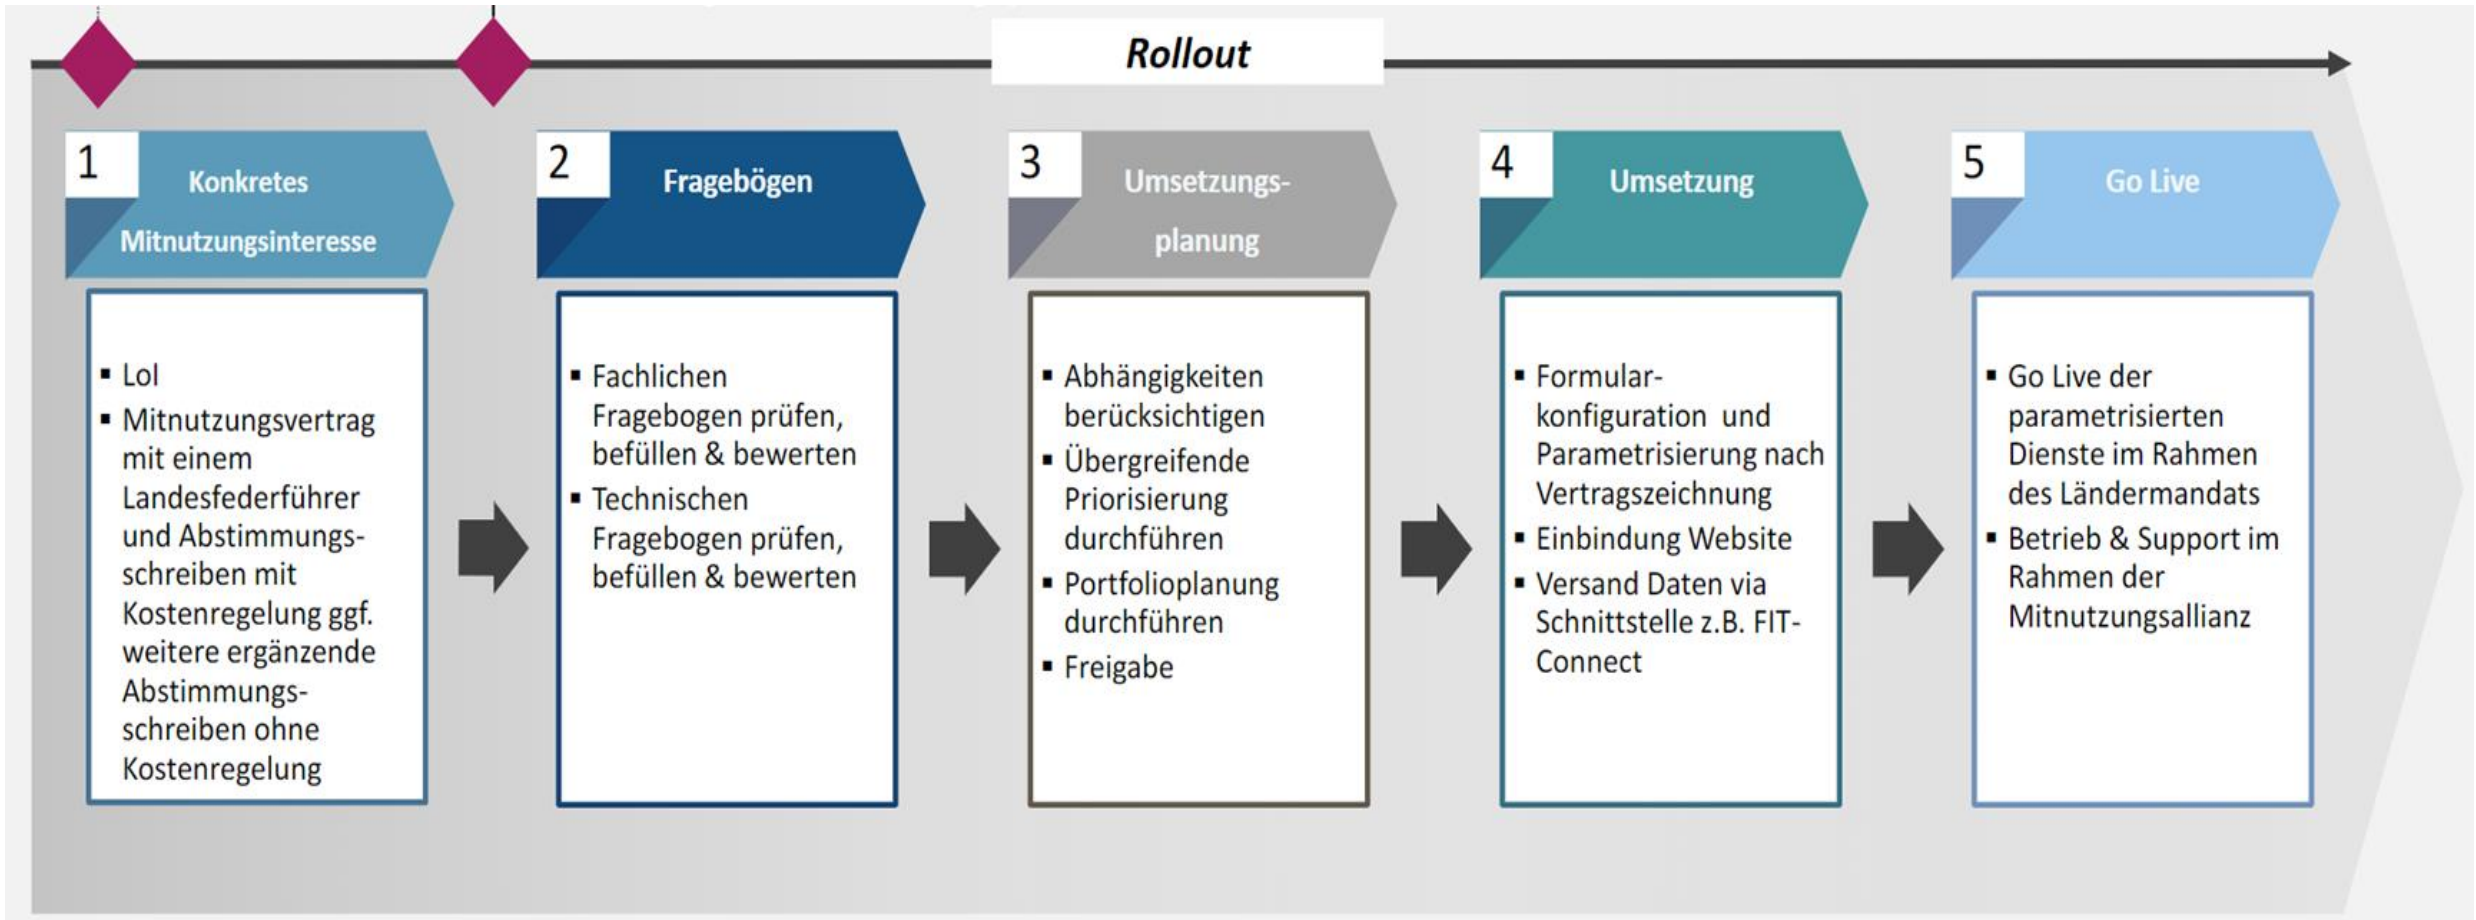 Rollout
1
Konkretes
Mitnutzungsinteresse
▪ LoI
▪ Mitnutzungsvertrag
mit einem
Landesfederführer
und Abstimmungs-
schreiben mit
Kostenregelung ggf.
weitere ergänzende
Abstimmungs-
schreiben ohne
Kostenregelung
2
Fragebögen
▪ Fachlichen
Fragebogen prüfen,
befüllen & bewerten
▪ Technischen
Fragebogen prüfen,
befüllen & bewerten
3
Umsetzungs-
planung
▪ Abhängigkeiten
berücksichtigen
▪ Übergreifende
Priorisierung
durchführen
▪ Portfolioplanung
durchführen
▪ Freigabe
4
Umsetzung
▪ Formular-
konfiguration und
Parametrisierung nach
Vertragszeichnung
▪ Einbindung Website
▪ Versand Daten via
Schnittstelle z.B. FIT-
Connect
5
Go Live
▪ Go Live der
parametrisierten
Dienste im Rahmen
des Ländermandats
▪ Betrieb & Support im
Rahmen der
Mitnutzungsallianz